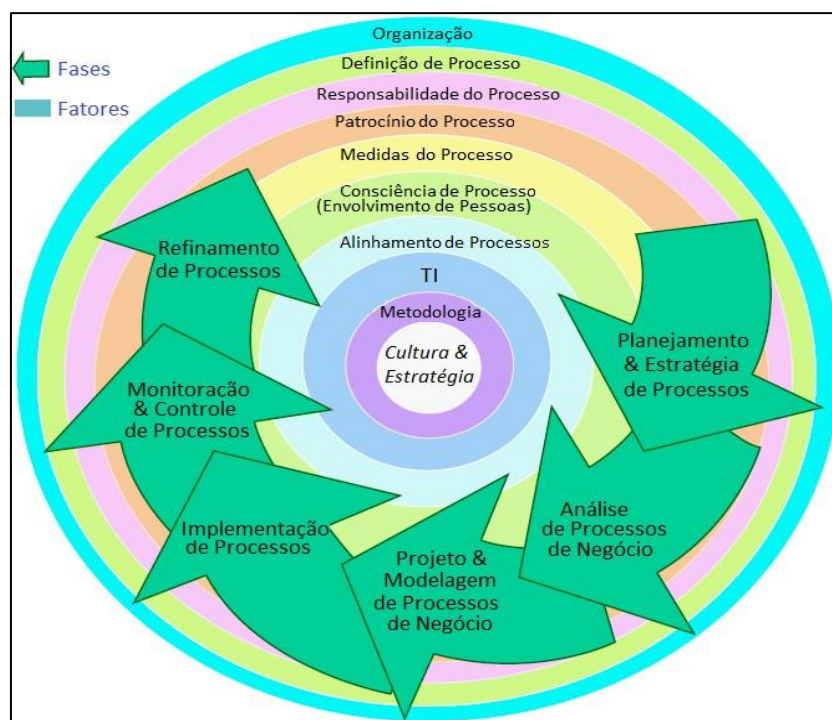 Organização
Fases
Definição de Processo
Fatores
Responsabilidade do Processo
Patrocínio do Processo
Medidas do Processo
Consciência de Processo
(Envolvimento de Pessoas)
Alinhamento de Processos
TI
Metodologia
Cultura &
Estratégia
Planejamento
& Estratégia
de Processos
Análise
de Processos
de Negócio
Projeto &
Modelagem
de Processos
de Negócio
Implementação
de Processos
Monitoração
& Controle
de Processos
Refinamento
de Processos